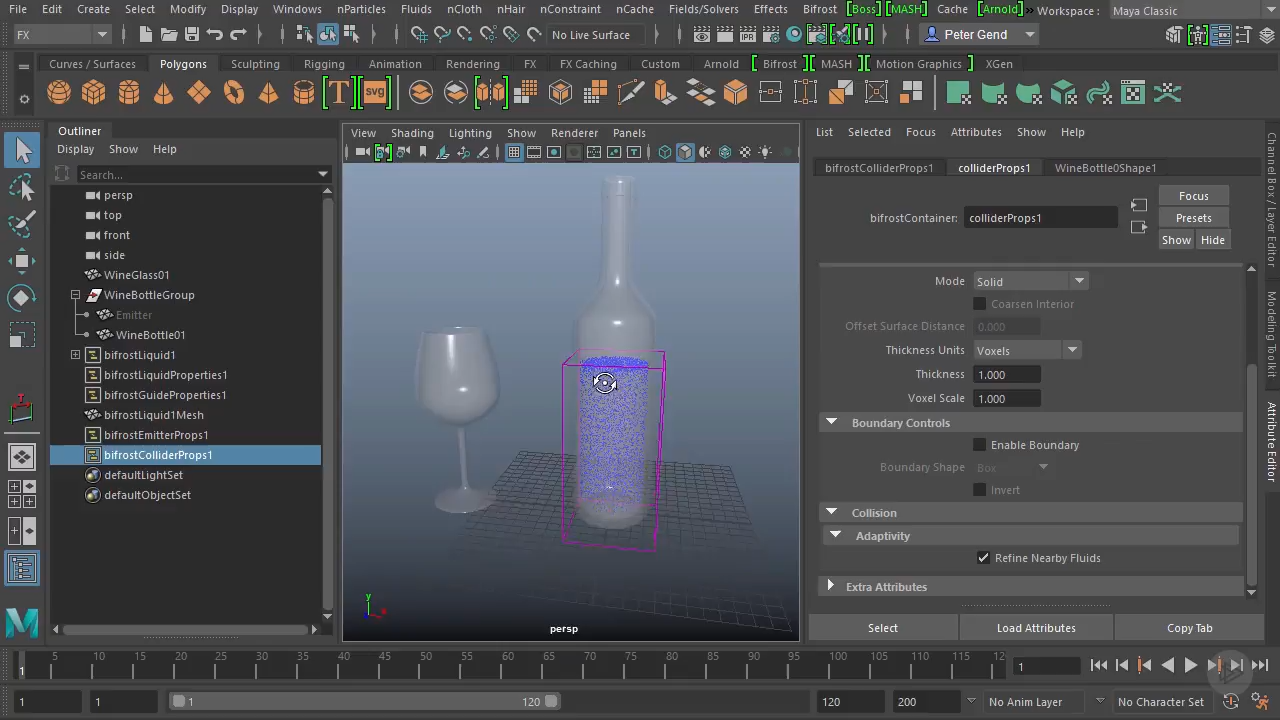 File Edit Create Select Modify Display Windows nParticles Fluids nCloth nHair nConstraint nCache Fields/Solvers Effects Bifrost [Boss] [MASH] Cache [Arnold] Workspace : Maya Classic
FX No Live Surface Peter Gend
Curves / Surfaces Polygons Sculpting Rigging Animation Rendering FX FX Caching Custom Arnold Bifrost MASH Motion Graphics XGen
T svg
Outliner
Display Show Help
Search...
persp
top
front
side
WineGlass01
WineBottleGroup
Emitter
WineBottle01
bifrostLiquid1
bifrostLiquidProperties1
bifrostGuideProperties1
bifrostLiquid1Mesh
bifrostEmitterProps1
bifrostColliderProps1
defaultLightSet
defaultObjectSet
View Shading Lighting Show Renderer Panels
y
persp
List Selected Focus Attributes Show Help
bifrostColliderProps1 colliderProps1 WineBottle0Shape1
bifrostContainer: colliderProps1
Focus
Presets
Show Hide
Mode Solid
Coarsen Interior
Offset Surface Distance 0.000
Thickness Units Voxels
Thickness 1.000
Voxel Scale 1.000
Boundary Controls
Enable Boundary
Boundary Shape Box
Invert
Collision
Adaptivity
Refine Nearby Fluids
Extra Attributes
Select Load Attributes Copy Tab
Channel Box / Layer Editor
Modeling Toolkit
Attribute Editor
1 5 10 15 20 25 30 35 40 45 50 55 60 65 70 75 80 85 90 95 100 105 110 115 12 1
1 1 1 120 120 200 No Anim Layer No Character Set